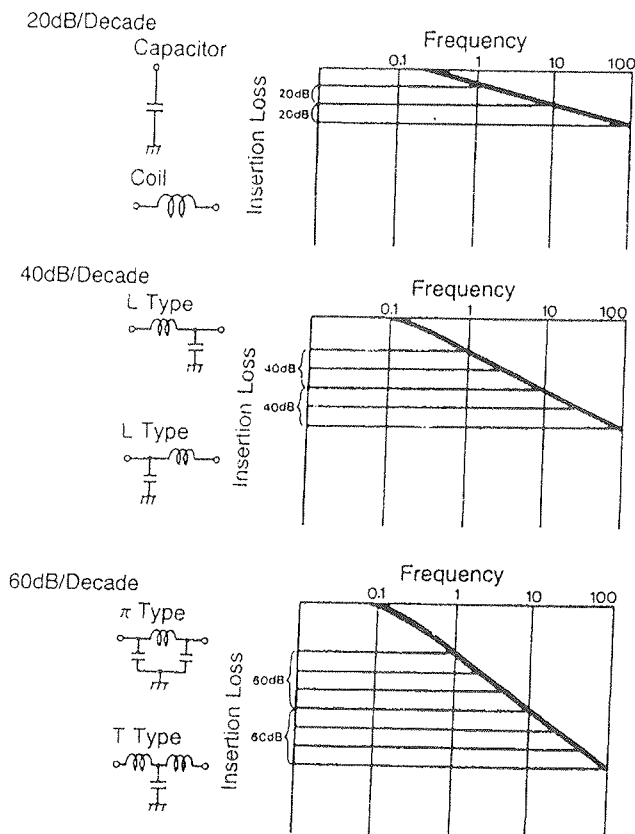 20dB/Decade
Capacitor
Coil
Frequency
0.1 1 10 100
Insertion Loss
20dB
20dB
40dB/Decade
L Type
L Type
Frequency
0.1 1 10 100
Insertion Loss
40dB
40dB
60dB/Decade
π Type
T Type
Frequency
0.1 1 10 100
Insertion Loss
60dB
60dB